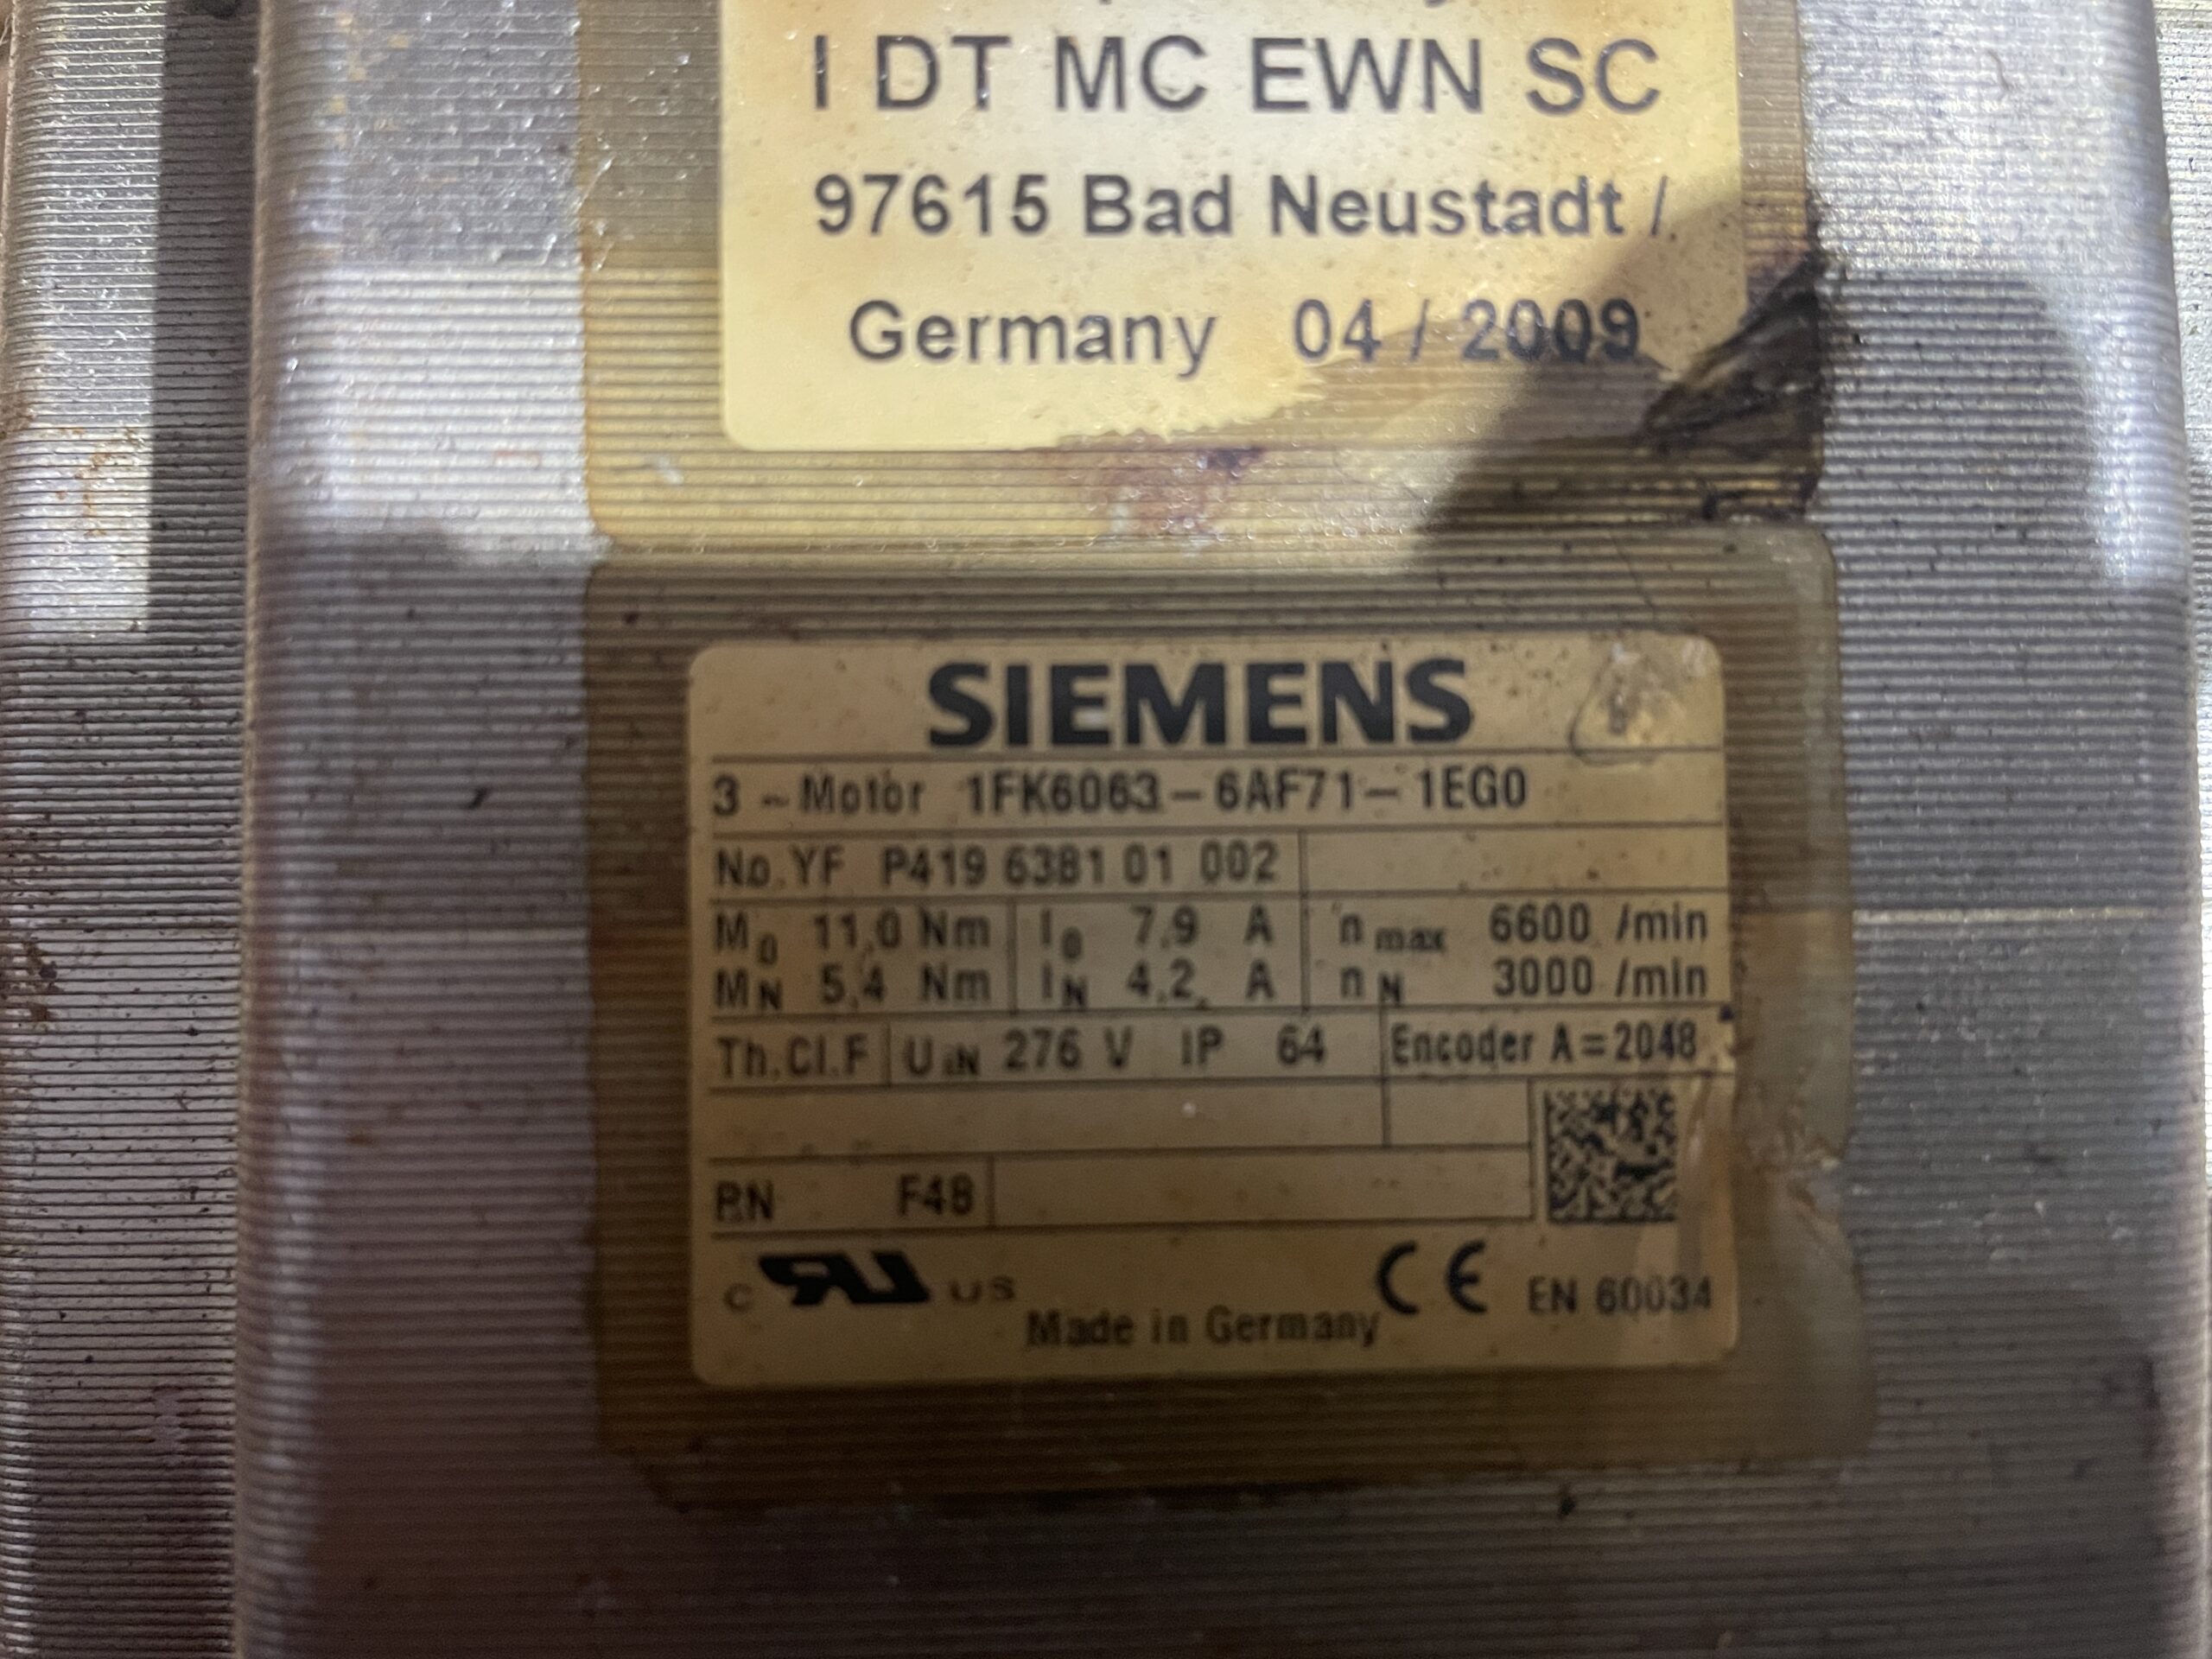 I DT MC EWN SC
97615 Bad Neustadt /
Germany 04 / 2009
SIEMENS
3 ~ Motor 1FK6063-6AF71-1EG0
No.YF P419 6381 01 002
M0 11,0 Nm I0 7,9 A n max 6600 /min
MN 5,4 Nm IN 4,2 A n N 3000 /min
Th.Cl.F UiN 276 V IP 64 Encoder A=2048
RN F48
c RU US CE EN 60034
Made in Germany